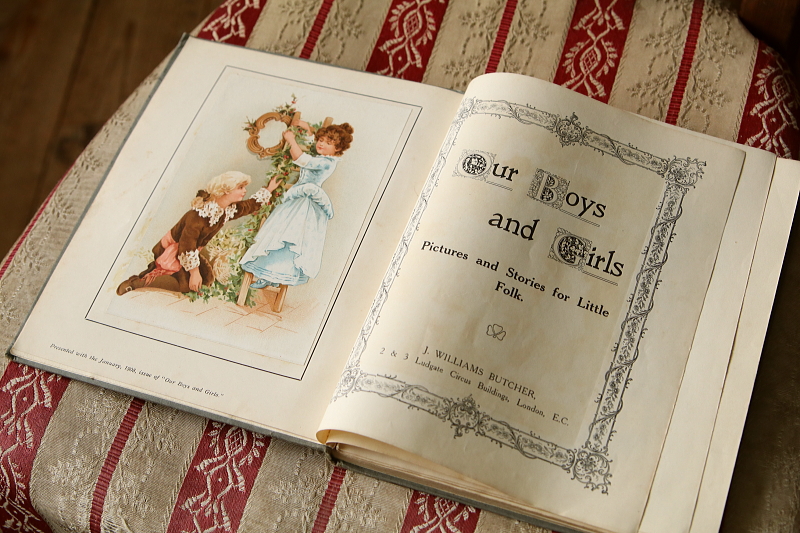 Presented with the January, 1908, issue of "Our Boys and Girls."
Our Boys
and Girls
Pictures and Stories for Little
Folk.
J. WILLIAMS BUTCHER,
2 & 3 Ludgate Circus Buildings, London, E.C.